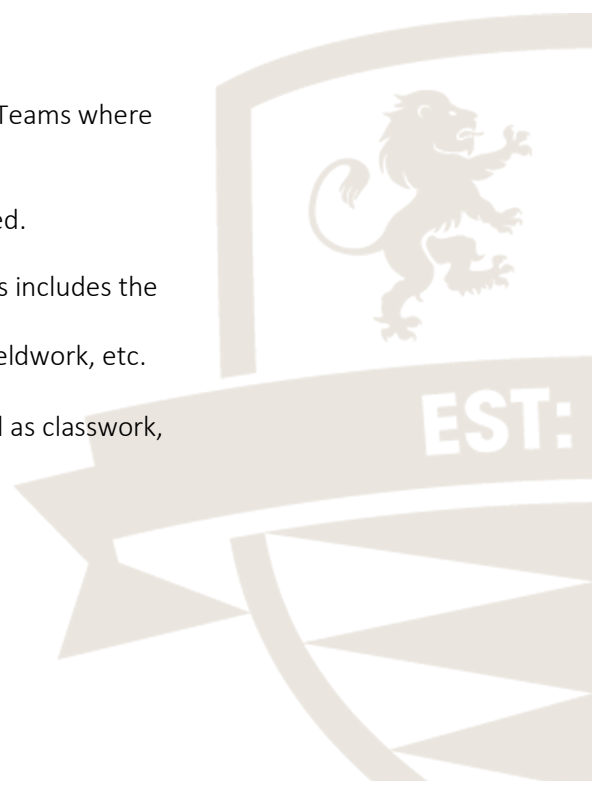 Teams where
ed.
s includes the
eldwork, etc.
l as classwork,
EST: